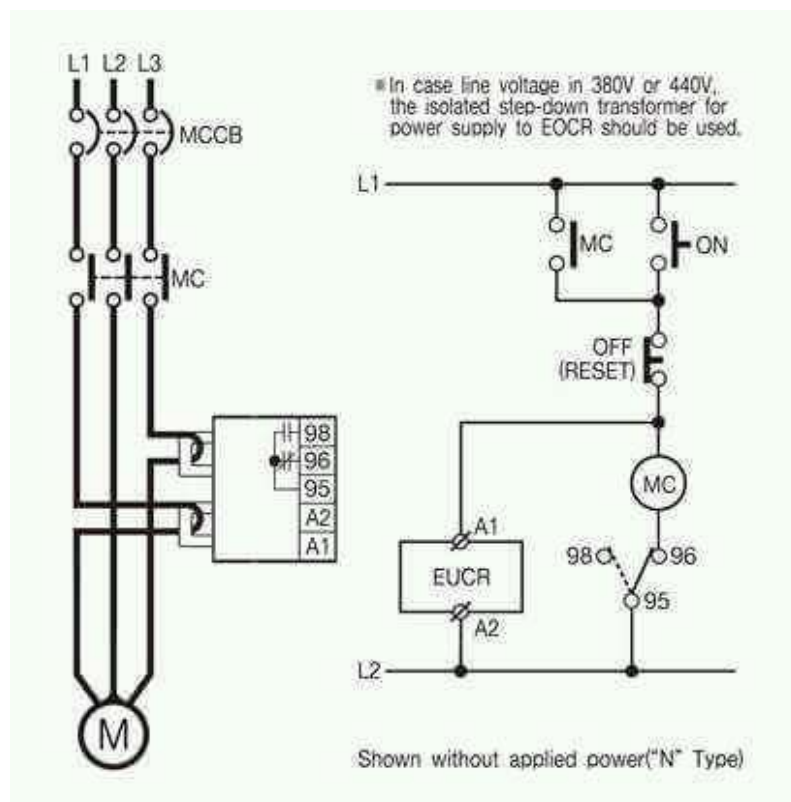 L1 L2 L3
MCCB
MC
98
96
95
A2
A1
M
※In case line voltage in 380V or 440V,
the isolated step-down transformer for
power supply to EOCR should be used.
L1
MC
ON
OFF
(RESET)
MC
A1
EUCR
A2
98
96
95
L2
Shown without applied power("N" Type)